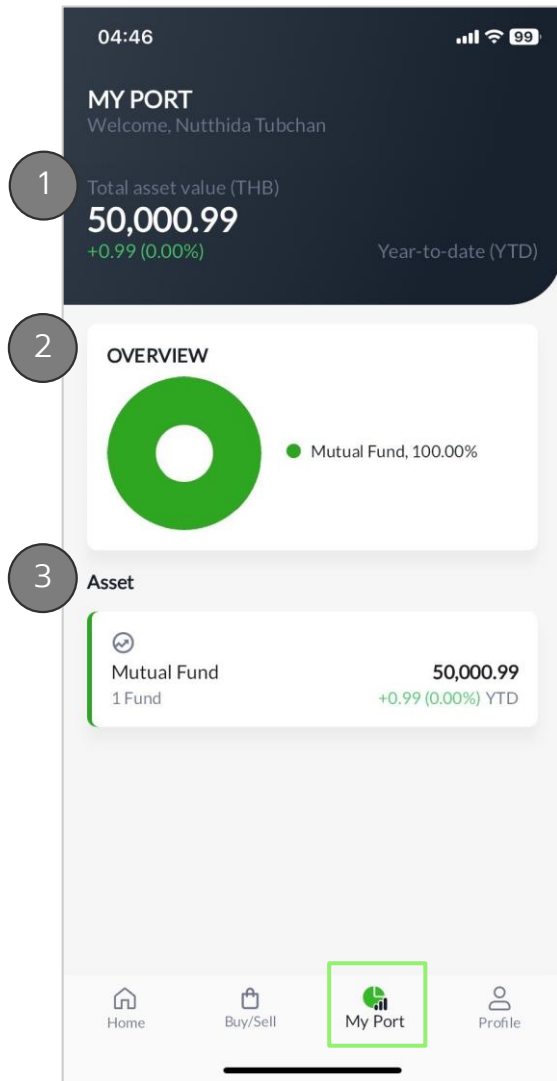 04:46
99
MY PORT
Welcome, Nutthida Tubchan
1
Total asset value (THB)
50,000.99
+0.99 (0.00%) Year-to-date (YTD)
2
OVERVIEW
Mutual Fund, 100.00%
3
Asset
Mutual Fund 50,000.99
1 Fund +0.99 (0.00%) YTD
Home Buy/Sell My Port Profile